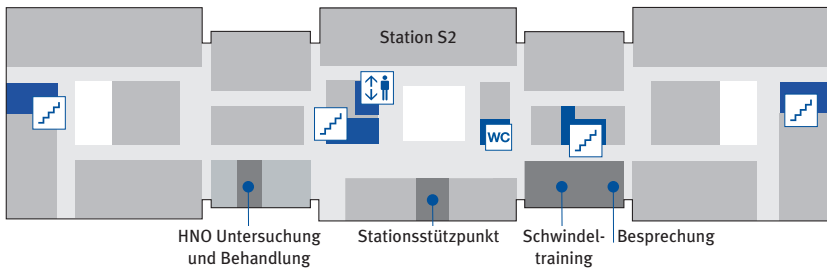 Station S2
WC
HNO Untersuchung
und Behandlung
Stationsstützpunkt
Schwindel-
training
Besprechung